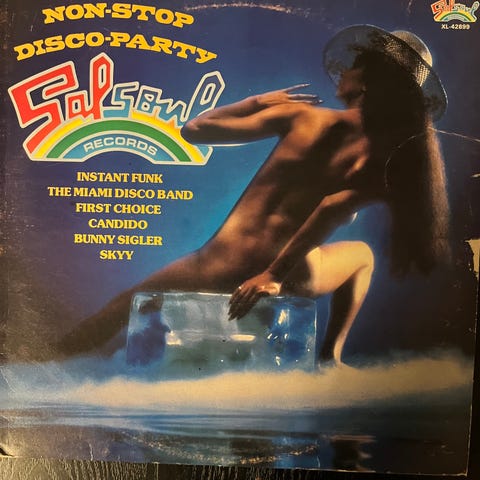 NON-STOP
DISCO-PARTY
Salsoul
RECORDS
INSTANT FUNK
THE MIAMI DISCO BAND
FIRST CHOICE
CANDIDO
BUNNY SIGLER
SKYY
Salsoul
XL-42699